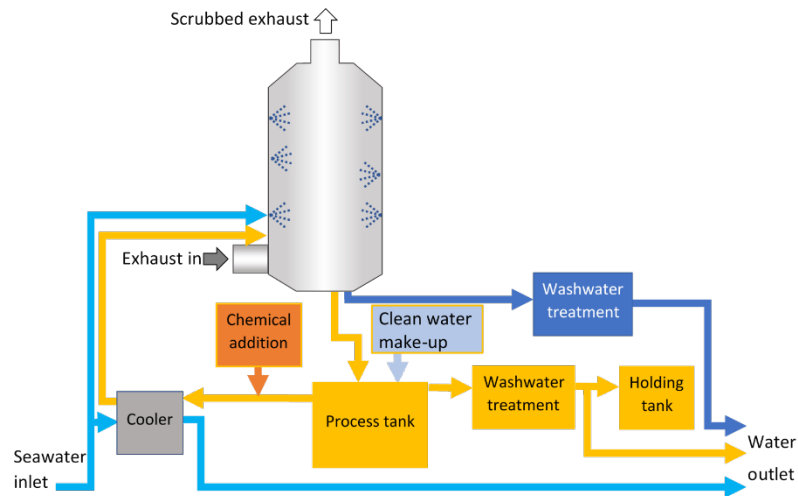 Scrubbed exhaust
Exhaust in
Washwater
treatment
Chemical
addition
Clean water
make-up
Cooler
Process tank
Washwater
treatment
Holding
tank
Seawater
inlet
Water
outlet